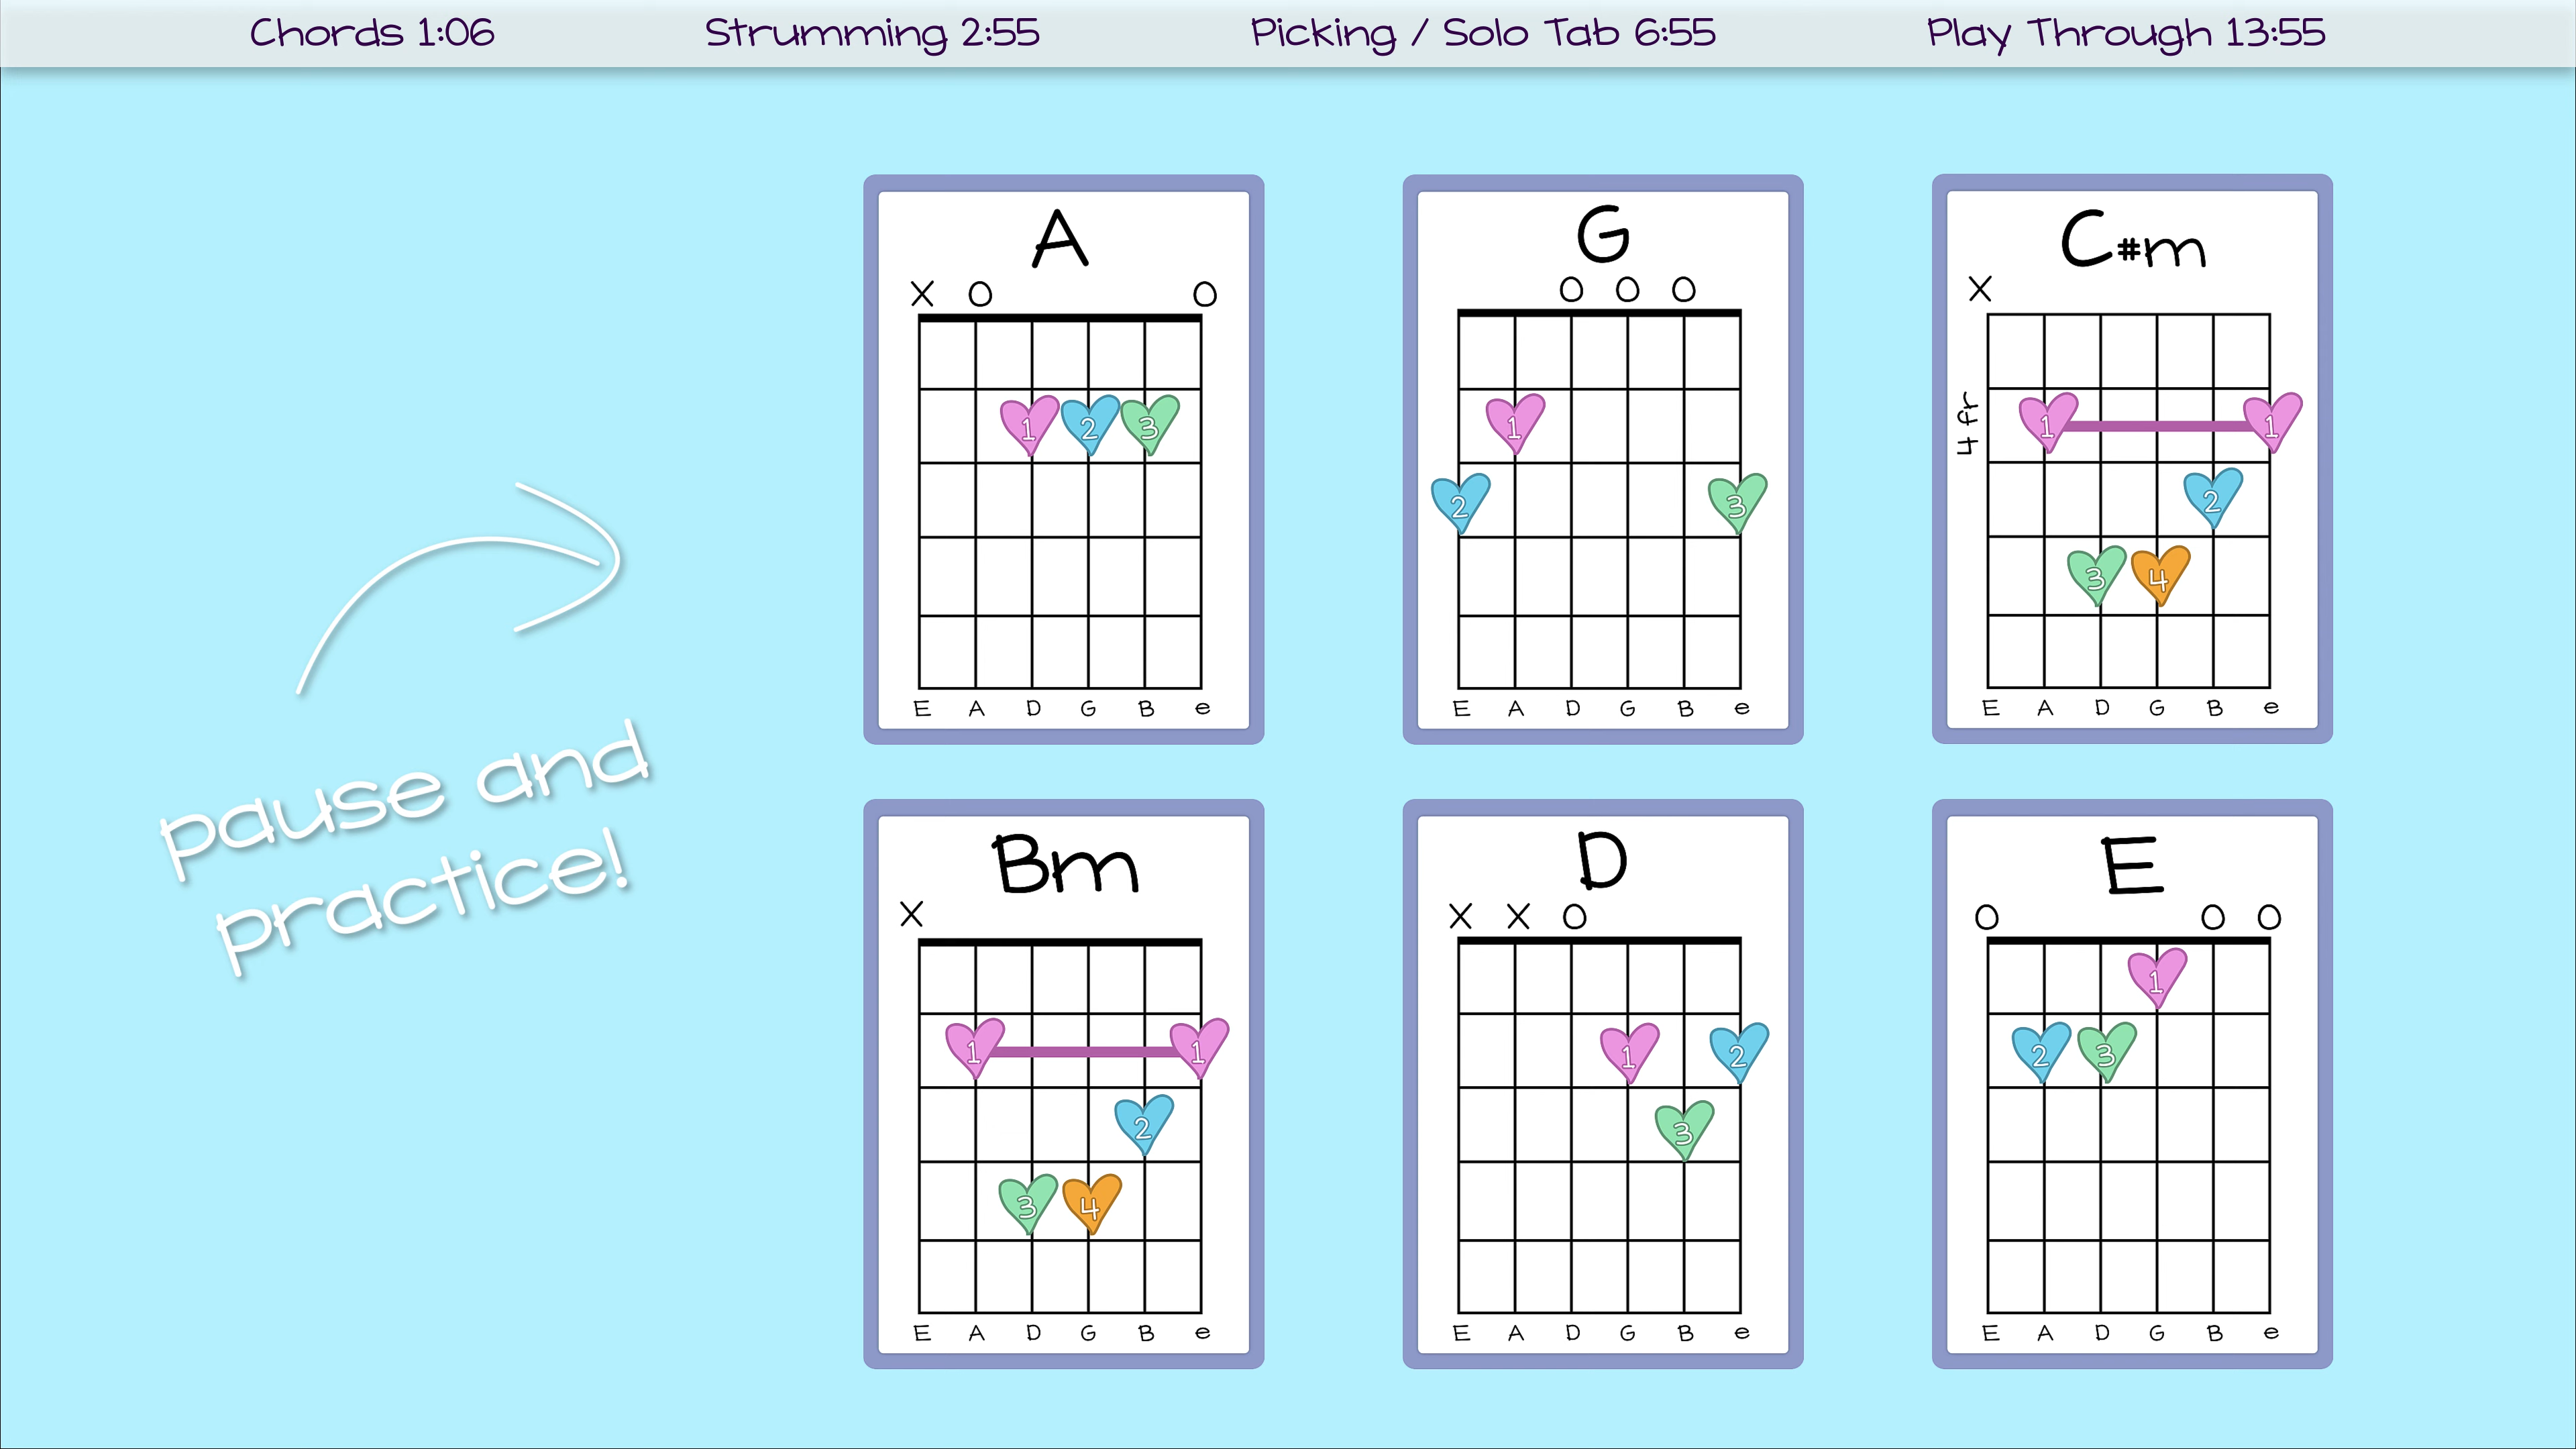 Chords 1:06 Strumming 2:55 Picking / Solo Tab 6:55 Play Through 13:55
pause and
practice!
A
X O O
1 2 3
E A D G B e
G
O O O
1
2 3
E A D G B e
C#m
X
4 fr
1 1
2
3 4
E A D G B e
Bm
X
1 1
2
3 4
E A D G B e
D
X X O
1 2
3
E A D G B e
E
O O O
1
2 3
E A D G B e